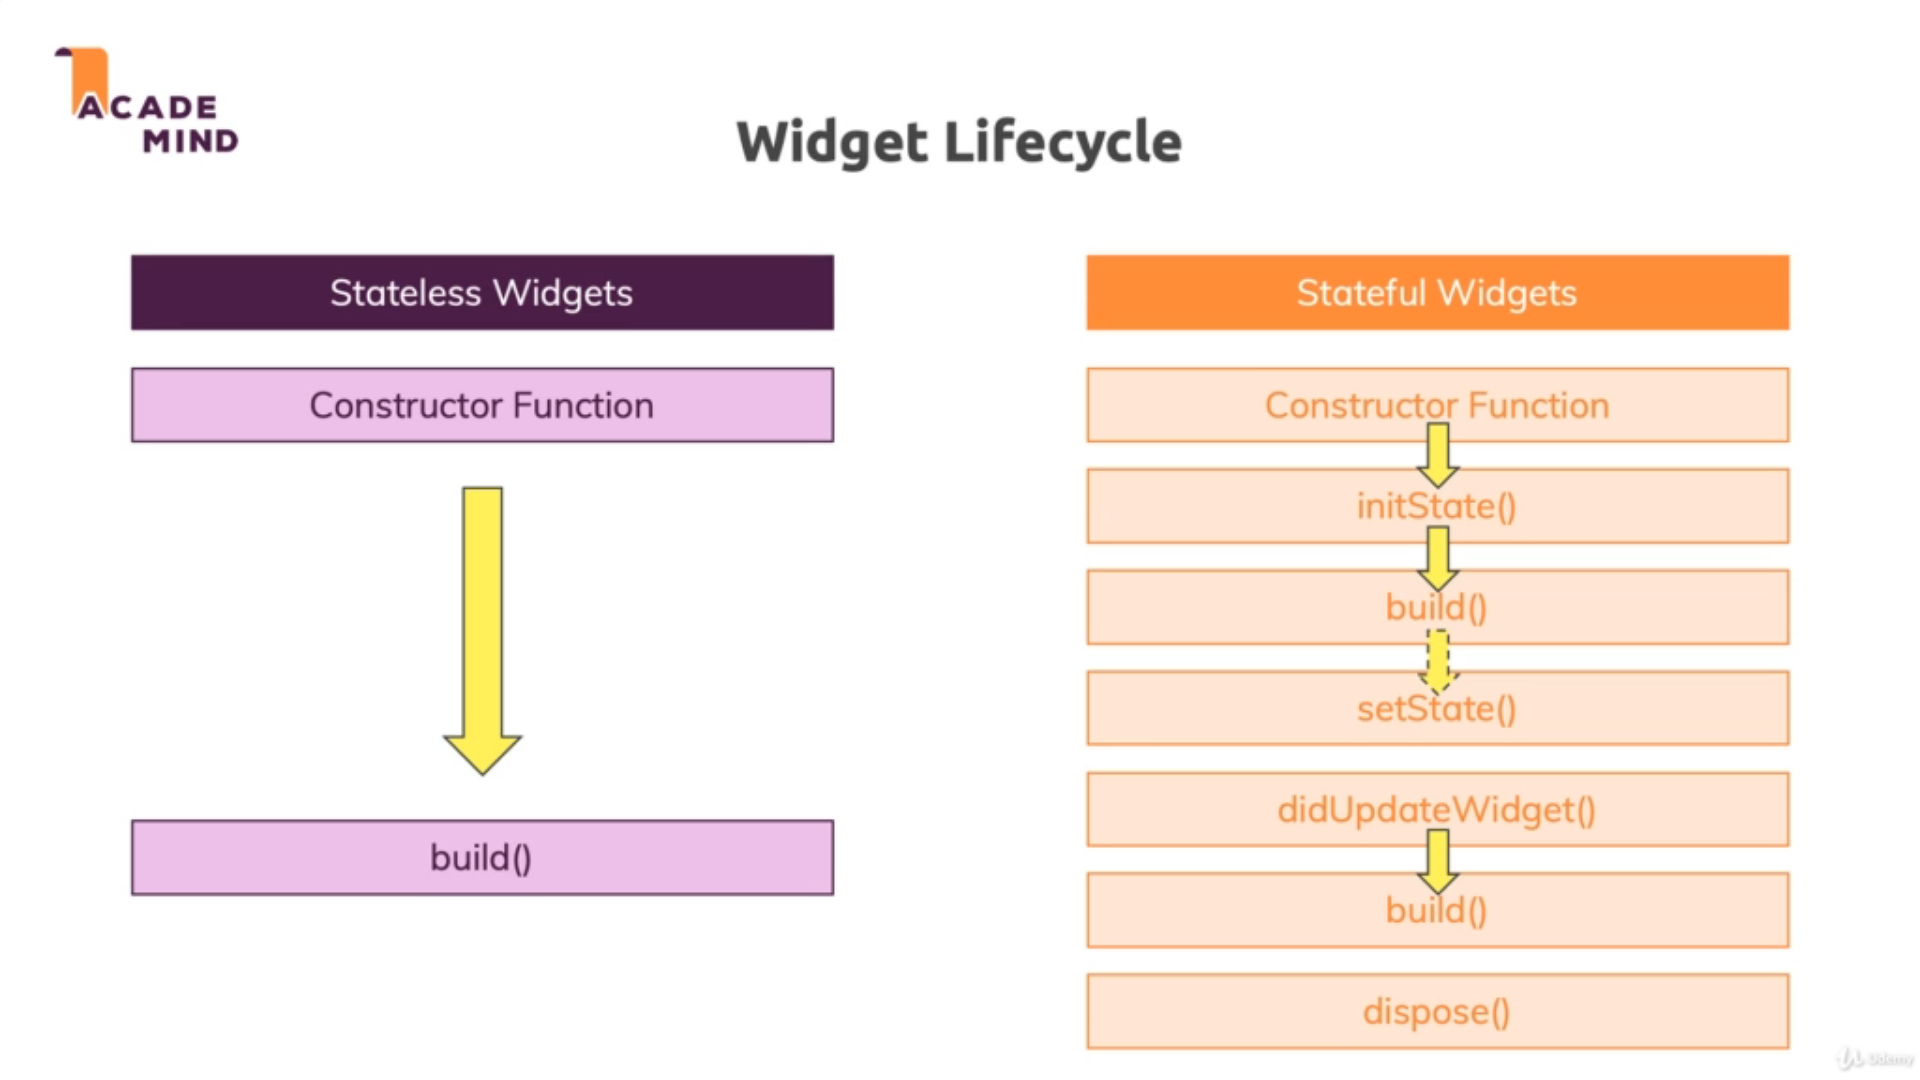 ACADE
MIND
Widget Lifecycle
Stateless Widgets
Constructor Function
build()
Stateful Widgets
Constructor Function
initState()
build()
setState()
didUpdateWidget()
build()
dispose()
Udemy